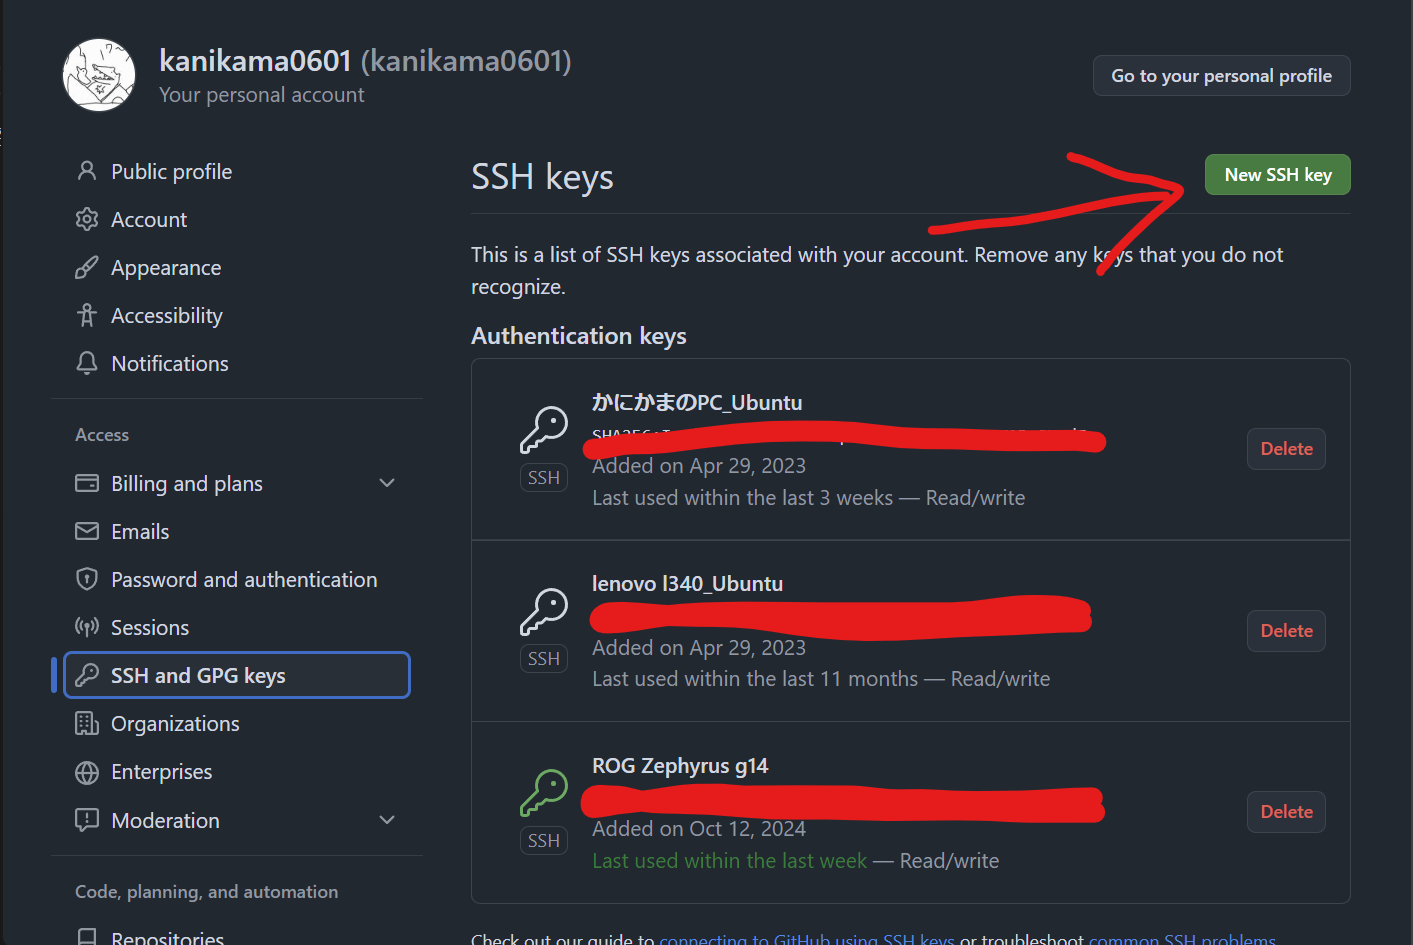 kanikama0601 (kanikama0601)
Your personal account
Go to your personal profile
Public profile
Account
Appearance
Accessibility
Notifications
Access
Billing and plans
Emails
Password and authentication
Sessions
SSH and GPG keys
Organizations
Enterprises
Moderation
Code, planning, and automation
Repositories
SSH keys
New SSH key
This is a list of SSH keys associated with your account. Remove any keys that you do not
recognize.
Authentication keys
かにかまのPC_Ubuntu
SSH
Added on Apr 29, 2023
Last used within the last 3 weeks — Read/write
Delete
lenovo l340_Ubuntu
SSH
Added on Apr 29, 2023
Last used within the last 11 months — Read/write
Delete
ROG Zephyrus g14
SSH
Added on Oct 12, 2024
Last used within the last week — Read/write
Delete
Check out our guide to connecting to GitHub using SSH keys or troubleshoot common SSH problems